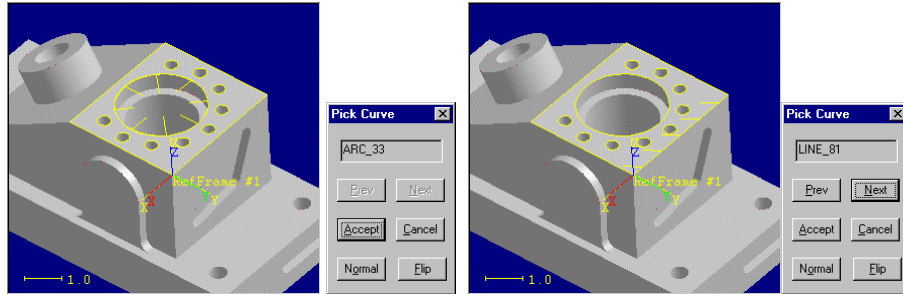 Z
RefFrame #1
X
X
Y
Y
1.0
Pick Curve
ARC_33
Prev
Next
Accept
Cancel
Normal
Flip
Z
RefFrame #1
X
X
Y
Y
1.0
Pick Curve
LINE_81
Prev
Next
Accept
Cancel
Normal
Flip